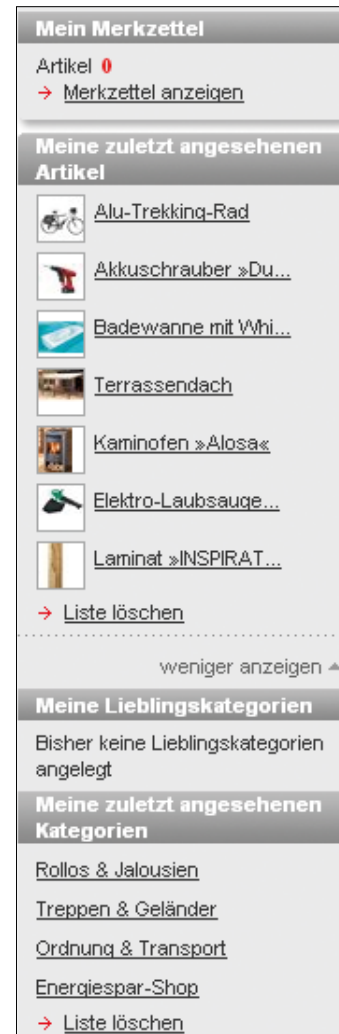 Mein Merkzettel
Artikel 0
→ Merkzettel anzeigen
Meine zuletzt angesehenen
Artikel
Alu-Trekking-Rad
Akkuschrauber »Du...
Badewanne mit Whi...
Terrassendach
Kaminofen »Alosa«
Elektro-Laubsauge...
Laminat »INSPIRAT...
→ Liste löschen
weniger anzeigen
Meine Lieblingskategorien
Bisher keine Lieblingskategorien
angelegt
Meine zuletzt angesehenen
Kategorien
Rollos & Jalousien
Treppen & Geländer
Ordnung & Transport
Energiespar-Shop
→ Liste löschen